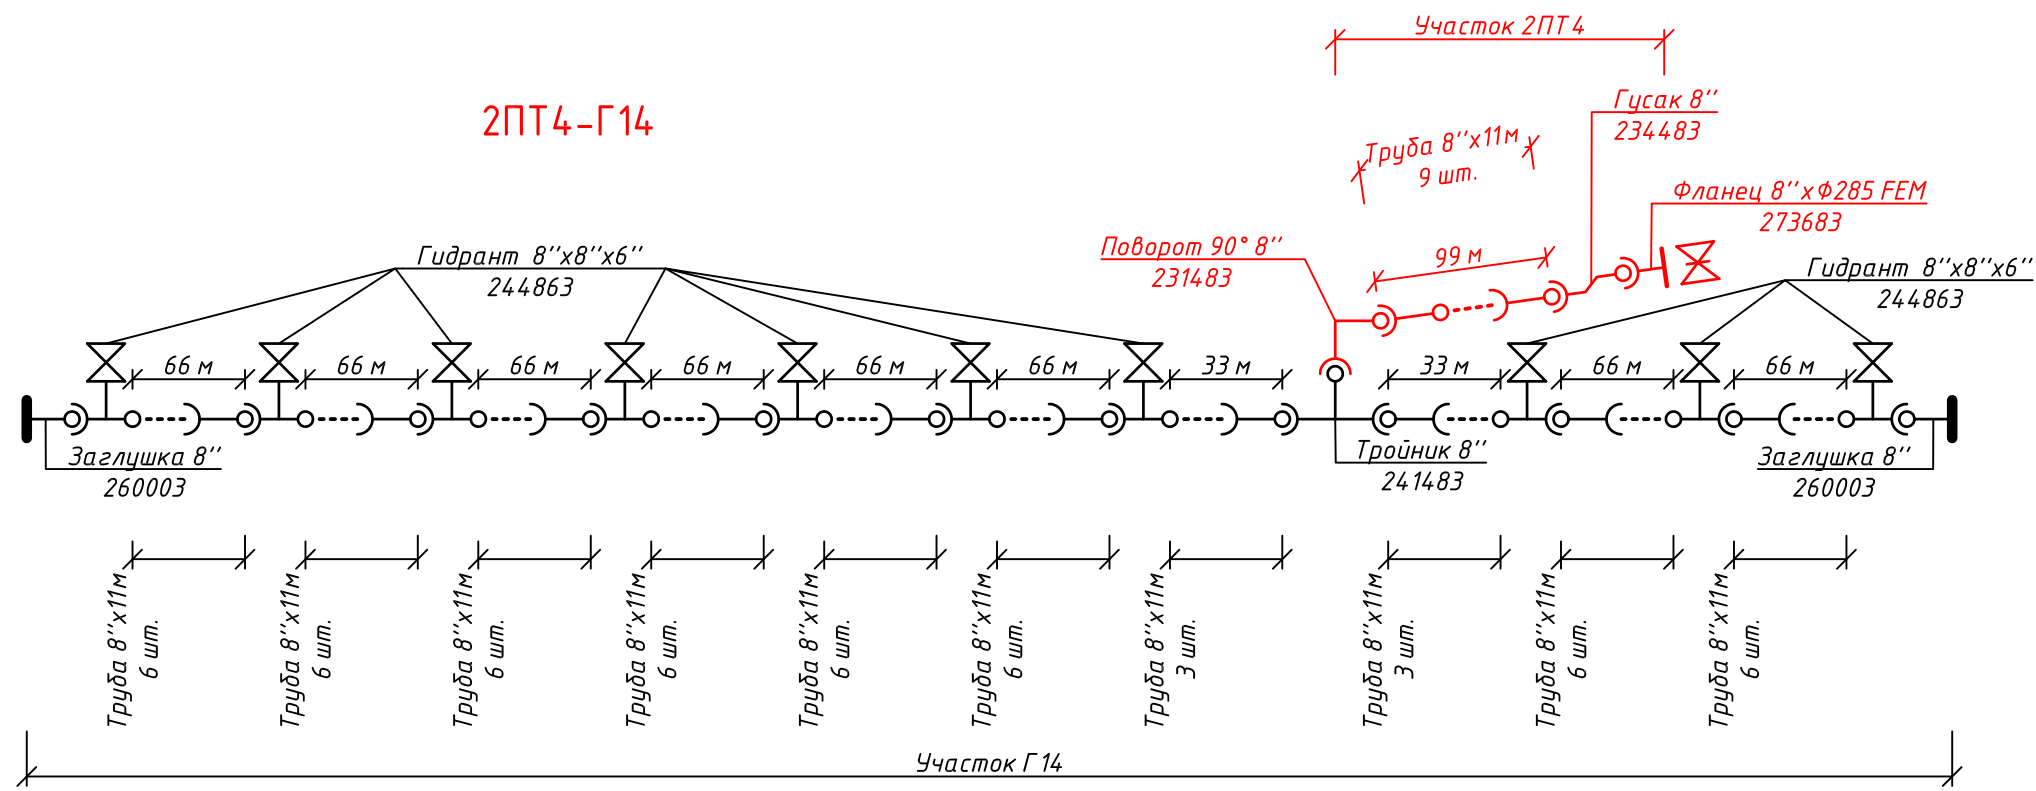 Участок 2ПТ4
2ПТ4-Г14
Гусак 8''
234483
Труба 8''х11м
9 шт.
Фланец 8''хФ285 FEM
273683
Поворот 90° 8''
231483
99 м
Гидрант 8''х8''х6''
244863
Гидрант 8''х8''х6''
244863
66 м
66 м
66 м
66 м
66 м
66 м
33 м
33 м
66 м
66 м
Заглушка 8''
260003
Тройник 8''
241483
Заглушка 8''
260003
Труба 8''х11м
6 шт.
Труба 8''х11м
6 шт.
Труба 8''х11м
6 шт.
Труба 8''х11м
6 шт.
Труба 8''х11м
6 шт.
Труба 8''х11м
6 шт.
Труба 8''х11м
3 шт.
Труба 8''х11м
3 шт.
Труба 8''х11м
6 шт.
Труба 8''х11м
6 шт.
Участок Г14